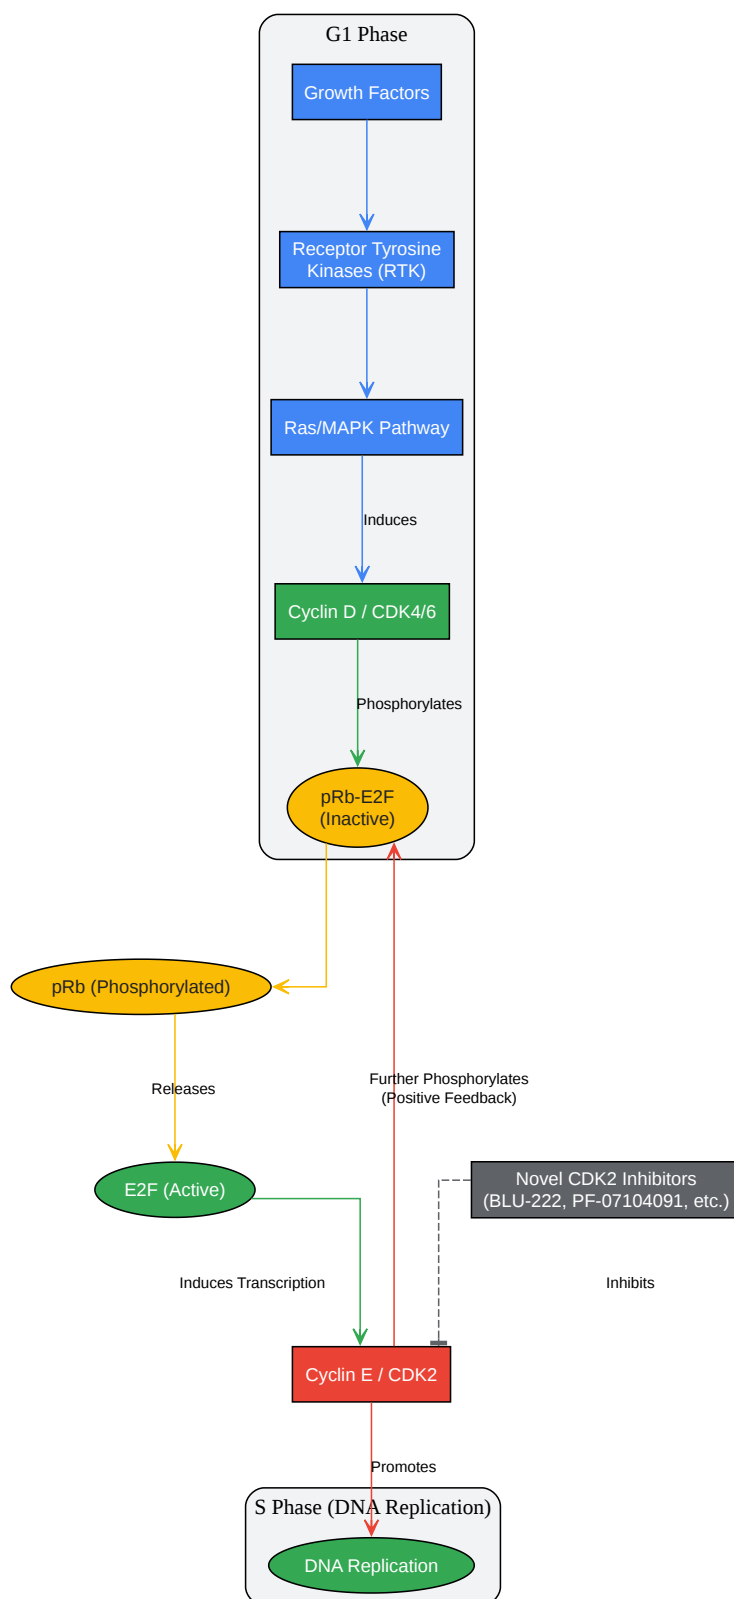 G1 Phase
Growth Factors
Receptor Tyrosine
Kinases (RTK)
Ras/MAPK Pathway
Induces
Cyclin D / CDK4/6
Phosphorylates
pRb-E2F
(Inactive)
pRb (Phosphorylated)
Releases
Further Phosphorylates
(Positive Feedback)
E2F (Active)
Novel CDK2 Inhibitors
(BLU-222, PF-07104091, etc.)
Induces Transcription
Inhibits
Cyclin E / CDK2
Promotes
S Phase (DNA Replication)
DNA Replication